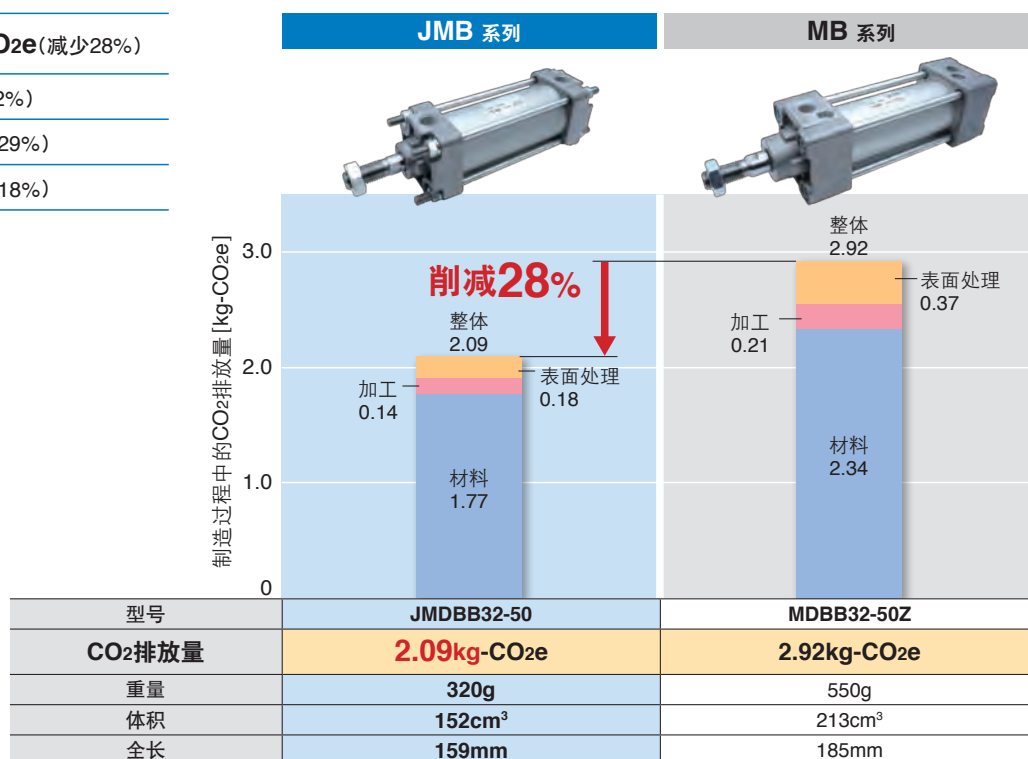 O2e(减少28%)
2%)
29%)
18%)
JMB 系列
MB 系列
制造过程中的CO2排放量[kg-CO2e]
3.0
2.0
1.0
0
削减28%
整体
2.09
加工
0.14
表面处理
0.18
材料
1.77
整体
2.92
表面处理
0.37
加工
0.21
材料
2.34
型号 JMDBB32-50 MDBB32-50Z
CO2排放量 2.09kg-CO2e 2.92kg-CO2e
重量 320g 550g
体积 152cm³ 213cm³
全长 159mm 185mm